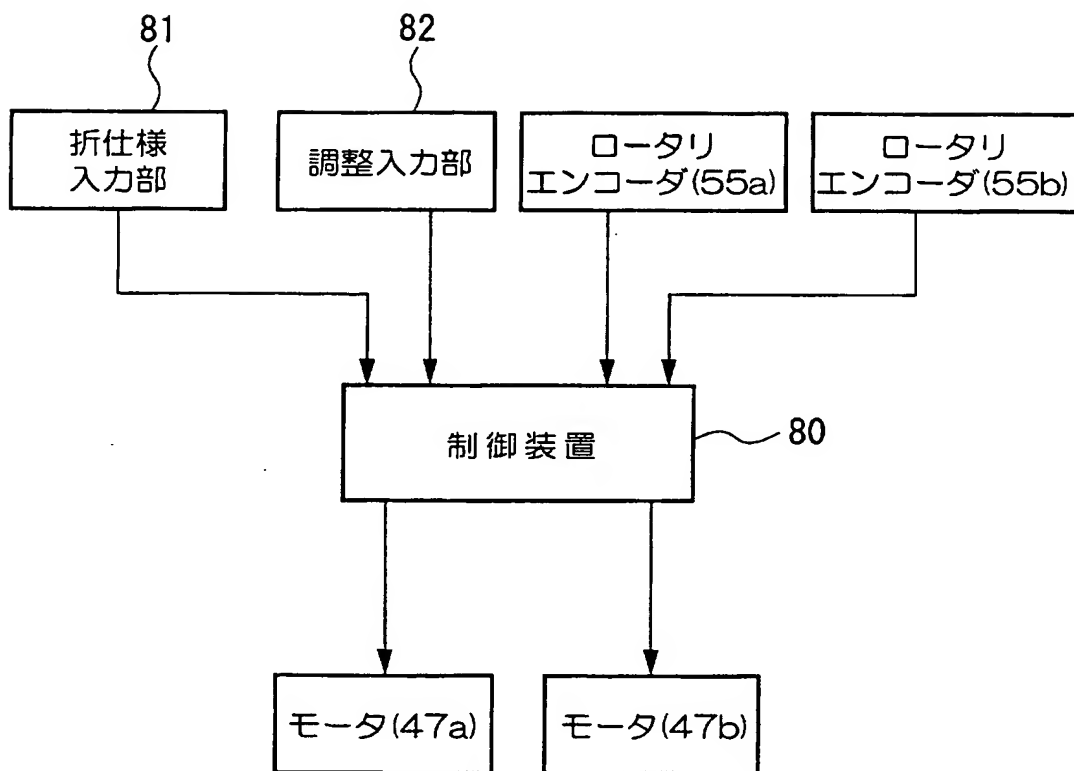 81
82
折仕様
入力部
調整入力部
ロータリ
エンコーダ(55a)
ロータリ
エンコーダ(55b)
制御装置
80
モータ(47a)
モータ(47b)